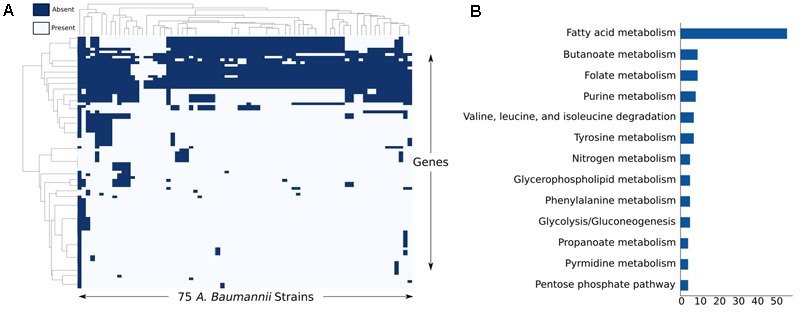 A
Absent
Present
Genes
75 A. Baumannii Strains
B
Fatty acid metabolism
Butanoate metabolism
Folate metabolism
Purine metabolism
Valine, leucine, and isoleucine degradation
Tyrosine metabolism
Nitrogen metabolism
Glycerophospholipid metabolism
Phenylalanine metabolism
Glycolysis/Gluconeogenesis
Propanoate metabolism
Pyrmidine metabolism
Pentose phosphate pathway
0 10 20 30 40 50